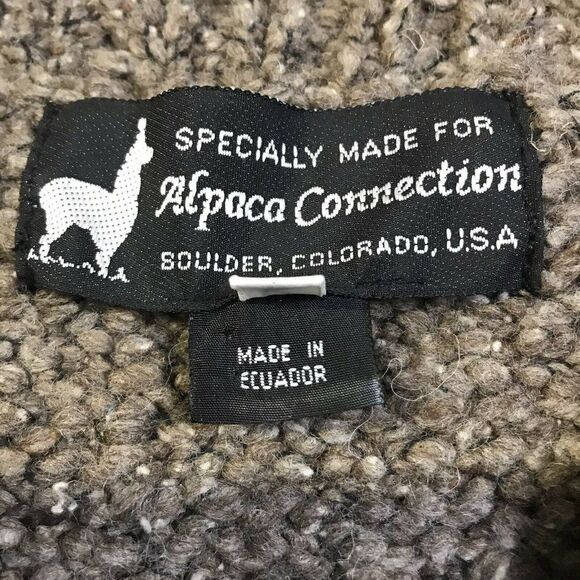 SPECIALLY MADE FOR
Alpaca Connection
BOULDER, COLORADO, U.S.A
MADE IN
ECUADOR